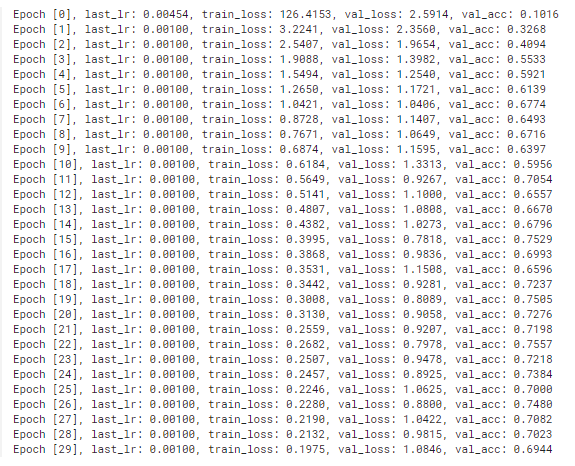 Epoch [0], last_lr: 0.00454, train_loss: 126.4153, val_loss: 2.5914, val_acc: 0.1016
Epoch [1], last_lr: 0.00100, train_loss: 3.2241, val_loss: 2.3560, val_acc: 0.3268
Epoch [2], last_lr: 0.00100, train_loss: 2.5407, val_loss: 1.9654, val_acc: 0.4094
Epoch [3], last_lr: 0.00100, train_loss: 1.9088, val_loss: 1.3982, val_acc: 0.5533
Epoch [4], last_lr: 0.00100, train_loss: 1.5494, val_loss: 1.2540, val_acc: 0.5921
Epoch [5], last_lr: 0.00100, train_loss: 1.2650, val_loss: 1.1721, val_acc: 0.6139
Epoch [6], last_lr: 0.00100, train_loss: 1.0421, val_loss: 1.0406, val_acc: 0.6774
Epoch [7], last_lr: 0.00100, train_loss: 0.8728, val_loss: 1.1407, val_acc: 0.6493
Epoch [8], last_lr: 0.00100, train_loss: 0.7671, val_loss: 1.0649, val_acc: 0.6716
Epoch [9], last_lr: 0.00100, train_loss: 0.6874, val_loss: 1.1595, val_acc: 0.6397
Epoch [10], last_lr: 0.00100, train_loss: 0.6184, val_loss: 1.3313, val_acc: 0.5956
Epoch [11], last_lr: 0.00100, train_loss: 0.5649, val_loss: 0.9267, val_acc: 0.7054
Epoch [12], last_lr: 0.00100, train_loss: 0.5141, val_loss: 1.1000, val_acc: 0.6557
Epoch [13], last_lr: 0.00100, train_loss: 0.4807, val_loss: 1.0808, val_acc: 0.6670
Epoch [14], last_lr: 0.00100, train_loss: 0.4382, val_loss: 1.0273, val_acc: 0.6796
Epoch [15], last_lr: 0.00100, train_loss: 0.3995, val_loss: 0.7818, val_acc: 0.7529
Epoch [16], last_lr: 0.00100, train_loss: 0.3868, val_loss: 0.9836, val_acc: 0.6993
Epoch [17], last_lr: 0.00100, train_loss: 0.3531, val_loss: 1.1508, val_acc: 0.6596
Epoch [18], last_lr: 0.00100, train_loss: 0.3442, val_loss: 0.9281, val_acc: 0.7237
Epoch [19], last_lr: 0.00100, train_loss: 0.3008, val_loss: 0.8089, val_acc: 0.7505
Epoch [20], last_lr: 0.00100, train_loss: 0.3130, val_loss: 0.9058, val_acc: 0.7276
Epoch [21], last_lr: 0.00100, train_loss: 0.2559, val_loss: 0.9207, val_acc: 0.7198
Epoch [22], last_lr: 0.00100, train_loss: 0.2682, val_loss: 0.7978, val_acc: 0.7557
Epoch [23], last_lr: 0.00100, train_loss: 0.2507, val_loss: 0.9478, val_acc: 0.7218
Epoch [24], last_lr: 0.00100, train_loss: 0.2457, val_loss: 0.8925, val_acc: 0.7384
Epoch [25], last_lr: 0.00100, train_loss: 0.2246, val_loss: 1.0625, val_acc: 0.7000
Epoch [26], last_lr: 0.00100, train_loss: 0.2280, val_loss: 0.8800, val_acc: 0.7480
Epoch [27], last_lr: 0.00100, train_loss: 0.2190, val_loss: 1.0422, val_acc: 0.7082
Epoch [28], last_lr: 0.00100, train_loss: 0.2132, val_loss: 0.9815, val_acc: 0.7023
Epoch [29], last_lr: 0.00100, train_loss: 0.1975, val_loss: 1.0846, val_acc: 0.6944